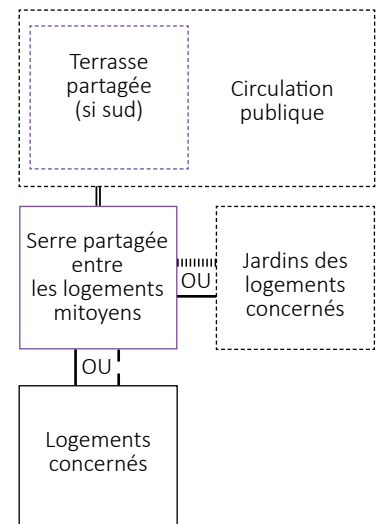 Terrasse
partagée
(si sud)
Circulation
publique
Serre partagée
entre
les logements
mitoyens
OU
Jardins des
logements
concernés
OU
Logements
concernés